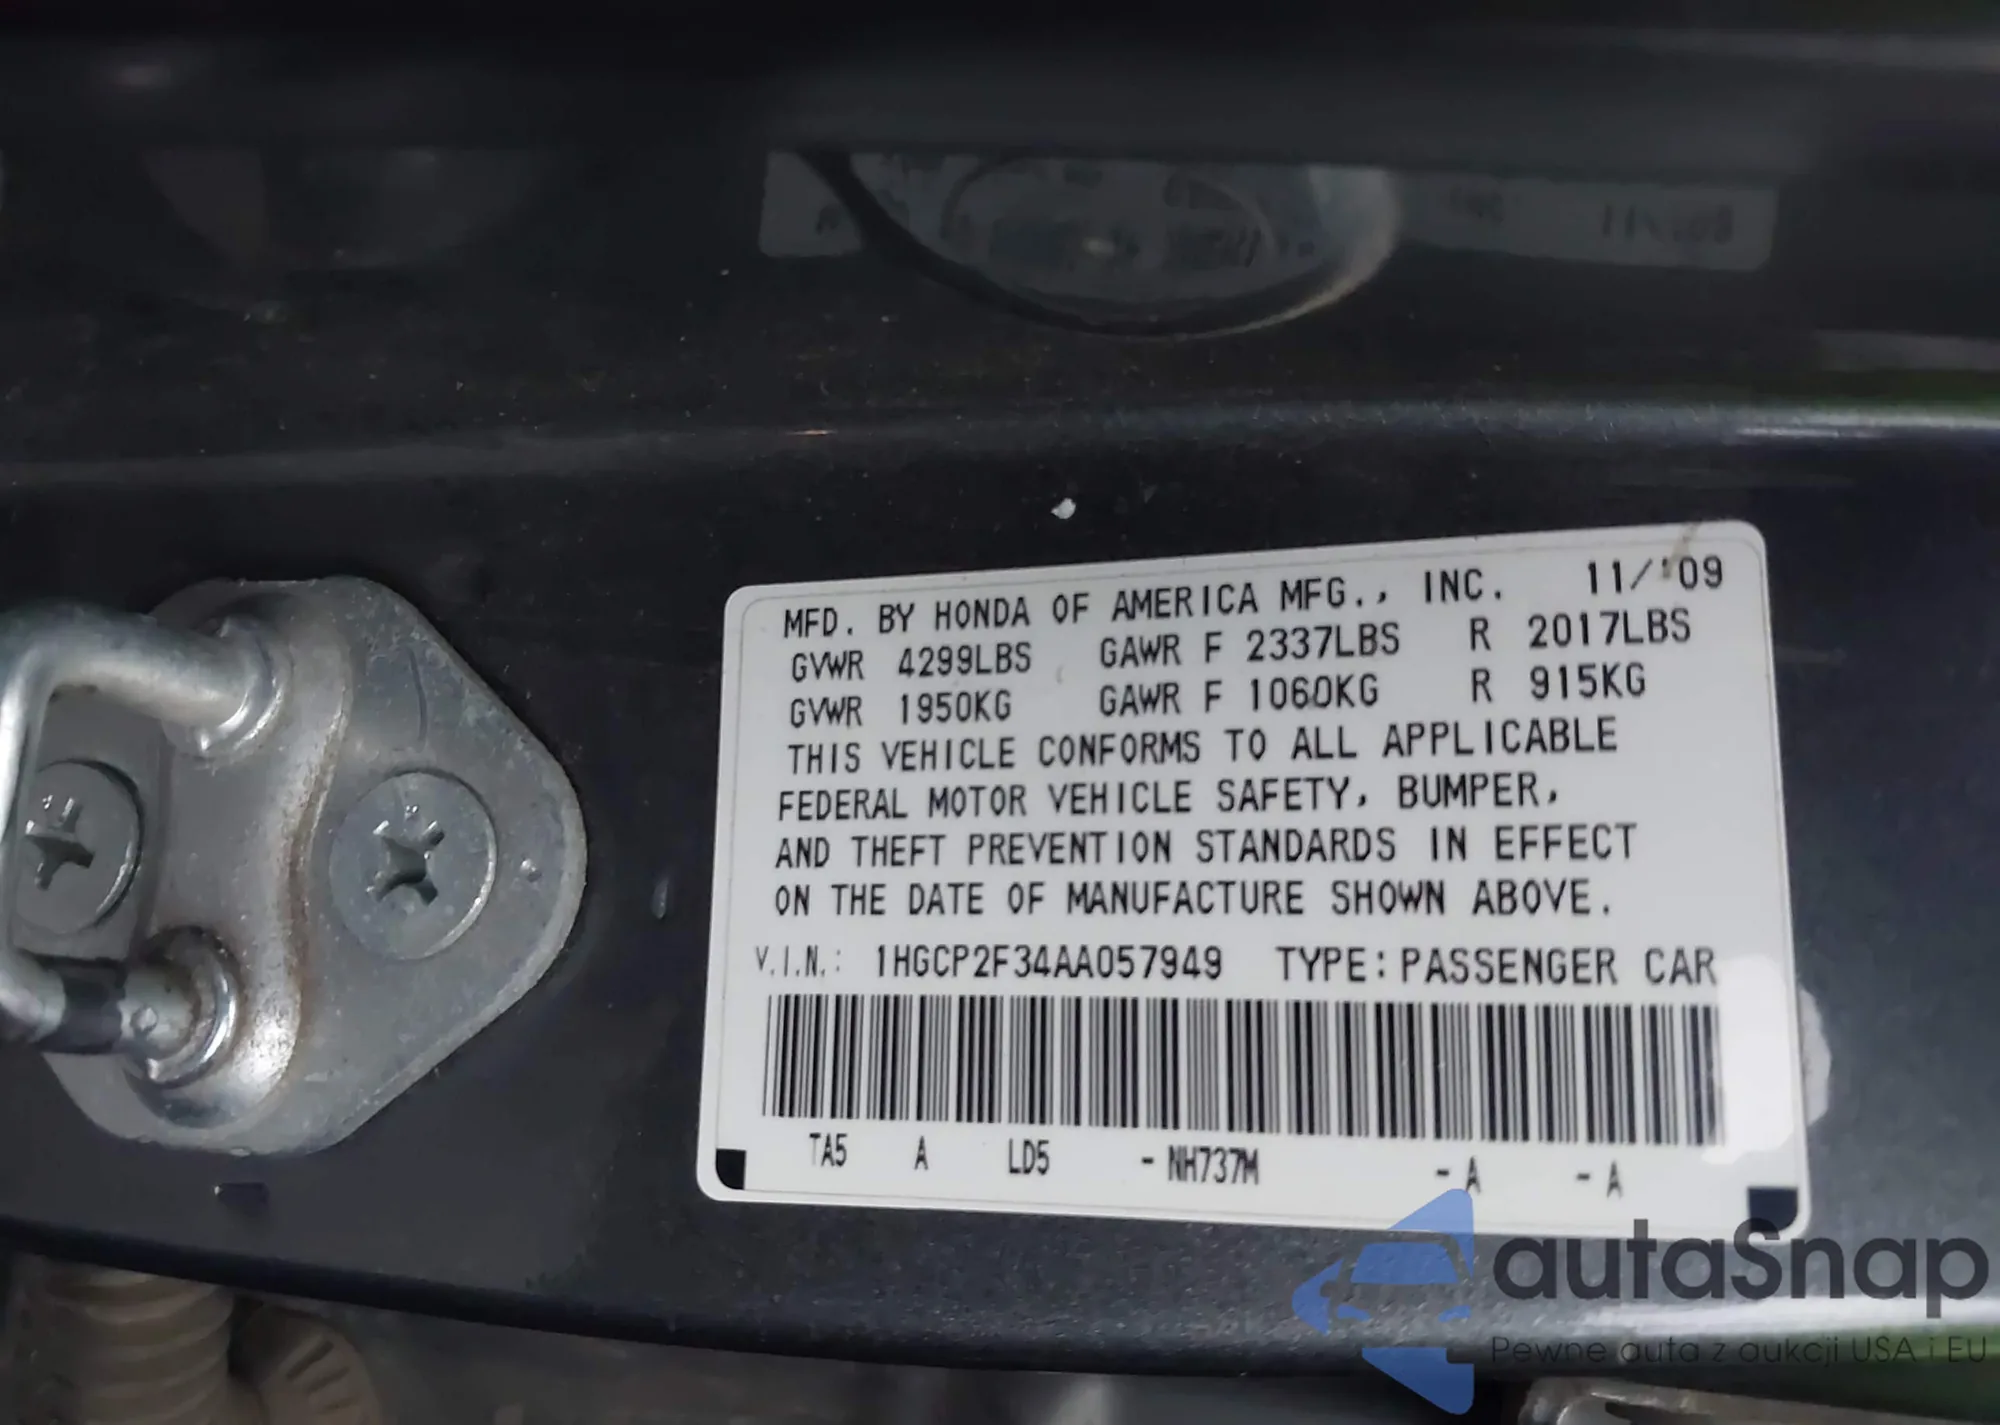 MFD. BY HONDA OF AMERICA MFG., INC. 11/'09
GVWR 4299LBS GAWR F 2337LBS R 2017LBS
GVWR 1950KG GAWR F 1060KG R 915KG
THIS VEHICLE CONFORMS TO ALL APPLICABLE
FEDERAL MOTOR VEHICLE SAFETY, BUMPER,
AND THEFT PREVENTION STANDARDS IN EFFECT
ON THE DATE OF MANUFACTURE SHOWN ABOVE.
V.I.N.: 1HGCP2F34AA057949 TYPE: PASSENGER CAR
TA5 A LD5 - NH737M - A - A
autaSnap
Pewne auta z aukcji USA i EU